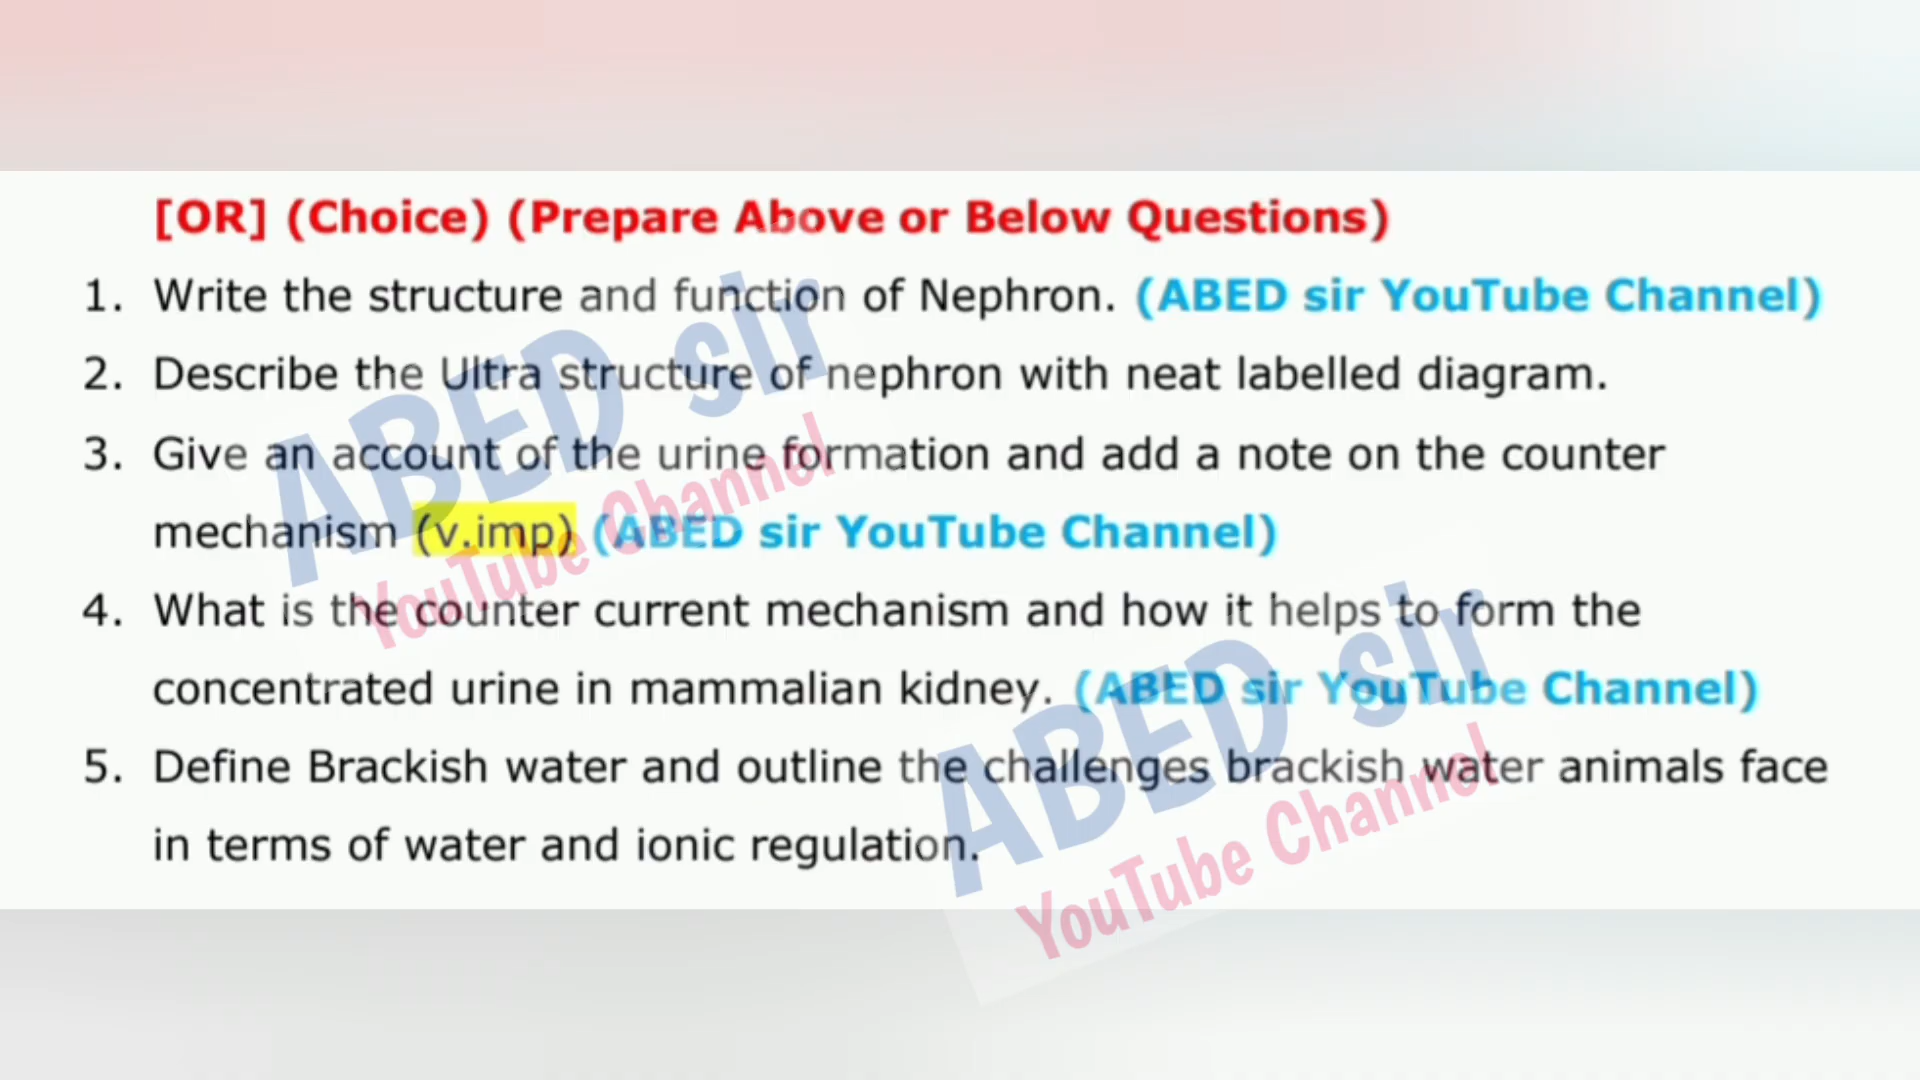 [OR] (Choice) (Prepare Above or Below Questions)
1. Write the structure and function of Nephron. (ABED sir YouTube Channel)
2. Describe the Ultra structure of nephron with neat labelled diagram.
3. Give an account of the urine formation and add a note on the counter
mechanism (v.imp) (ABED sir YouTube Channel)
4. What is the counter current mechanism and how it helps to form the
concentrated urine in mammalian kidney. (ABED sir YouTube Channel)
5. Define Brackish water and outline the challenges brackish water animals face
in terms of water and ionic regulation.
ABED sir
YouTube Channel
ABED sir
YouTube Channel